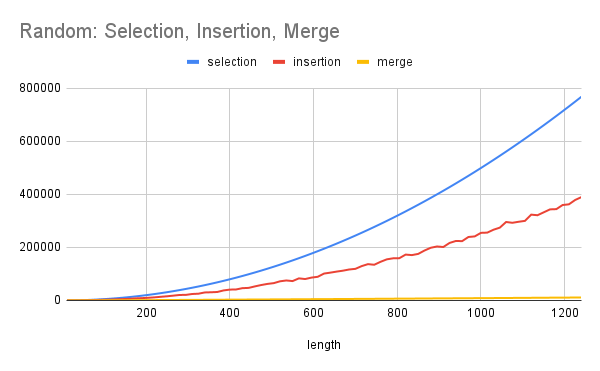 Random: Selection, Insertion, Merge
selection insertion merge
800000
600000
400000
200000
0
200 400 600 800 1000 1200
length